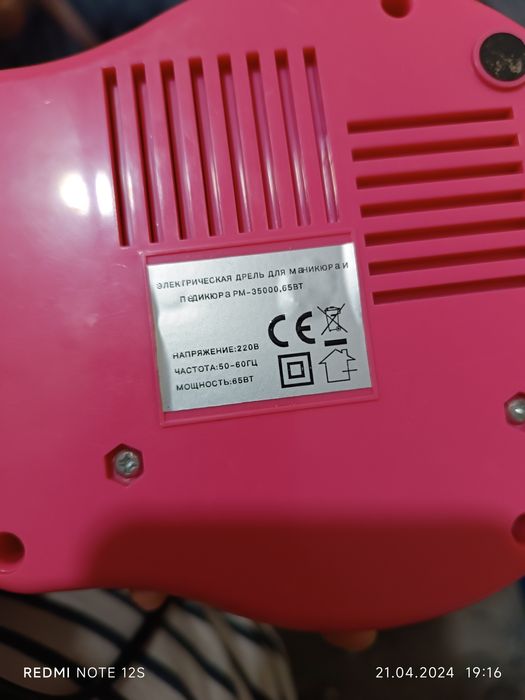 ЭЛЕКТРИЧЕСКАЯ ДРЕЛЬ ДЛЯ МАНИКЮРА И
ПЕДИКЮРА PM-35000,65ВТ
НАПРЯЖЕНИЕ:220В
ЧАСТОТА:50-60ГЦ
МОЩНОСТЬ:65ВТ
CE
REDMI NOTE 12S
21.04.2024 19:16